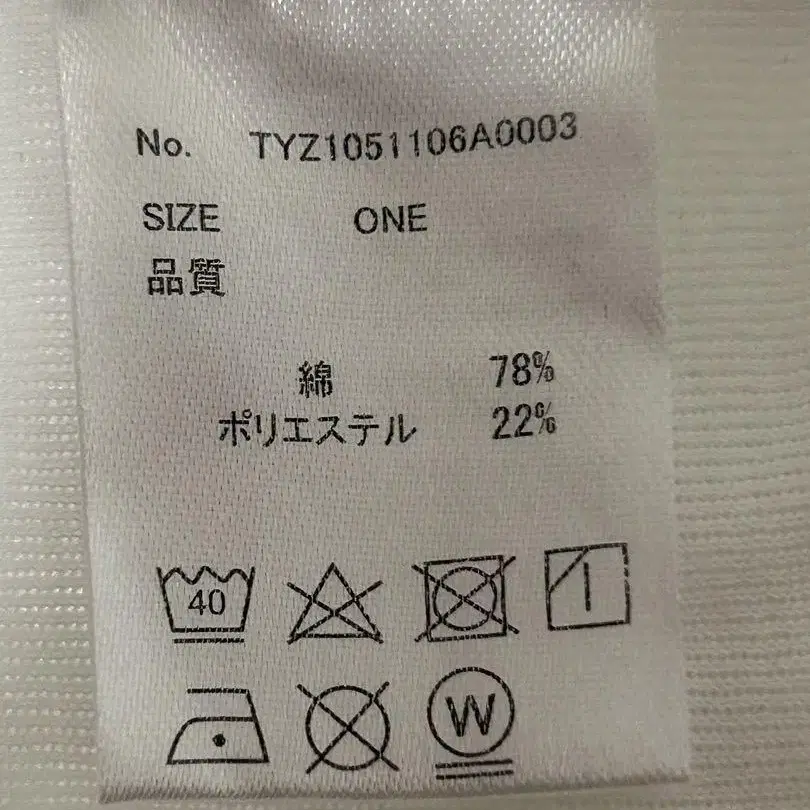 No. TYZ1051106A0003
SIZE ONE
品質
綿 78%
ポリエステル 22%
40
W